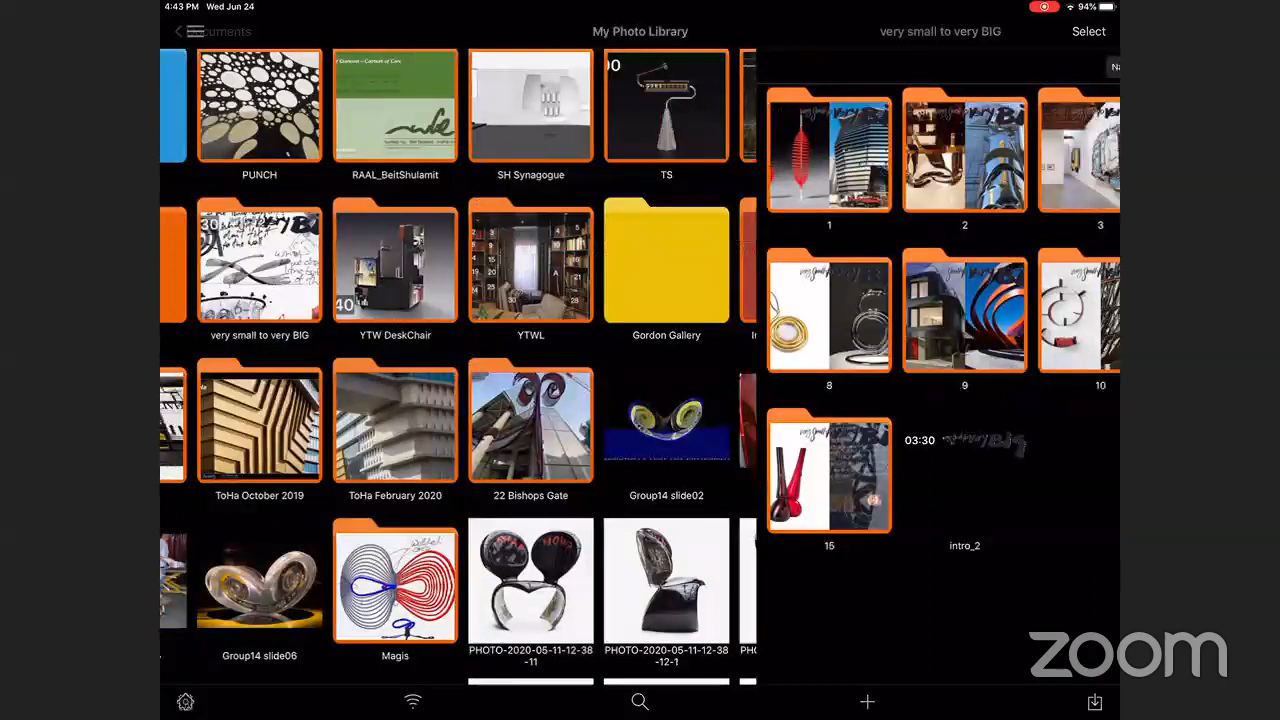 4:43 PM Wed Jun 24
94%
My Photo Library
very small to very BIG
Select
PUNCH
RAAL_BeitShulamit
SH Synagogue
TS
1
2
3
very small to very BIG
YTW DeskChair
YTWL
Gordon Gallery
8
9
10
ToHa October 2019
ToHa February 2020
22 Bishops Gate
Group14 slide02
03:30
15
intro_2
Group14 slide06
Magis
PHOTO-2020-05-11-12-38
-11
PHOTO-2020-05-11-12-38
-12-1
zoom